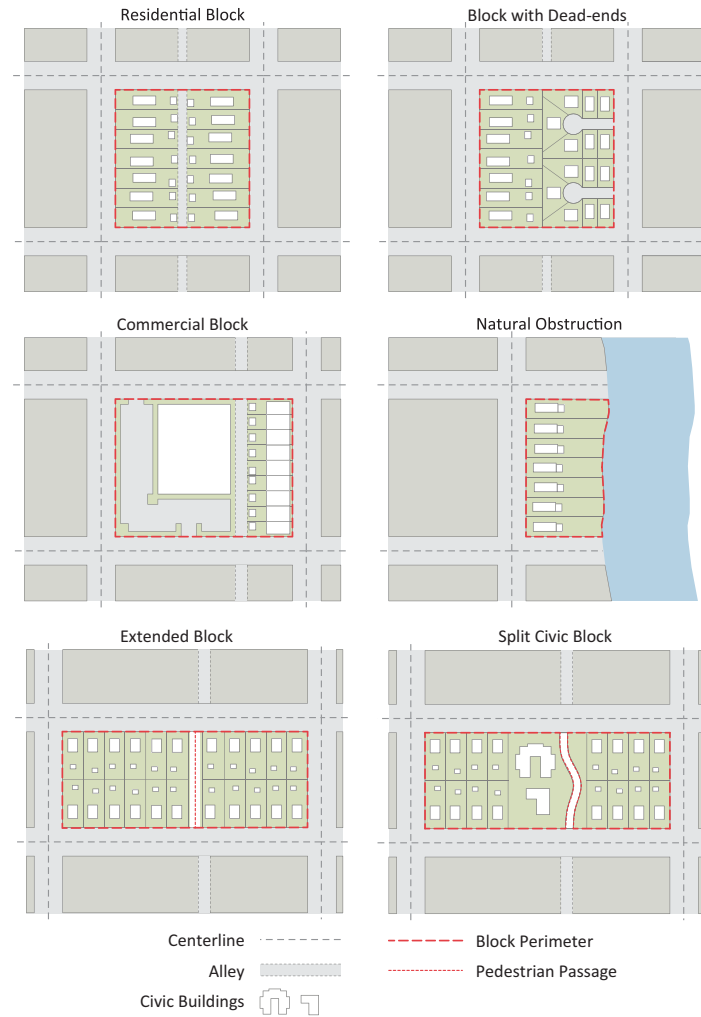 Residential Block
Block with Dead-ends
Commercial Block
Natural Obstruction
Extended Block
Split Civic Block
Centerline
Block Perimeter
Alley
Pedestrian Passage
Civic Buildings